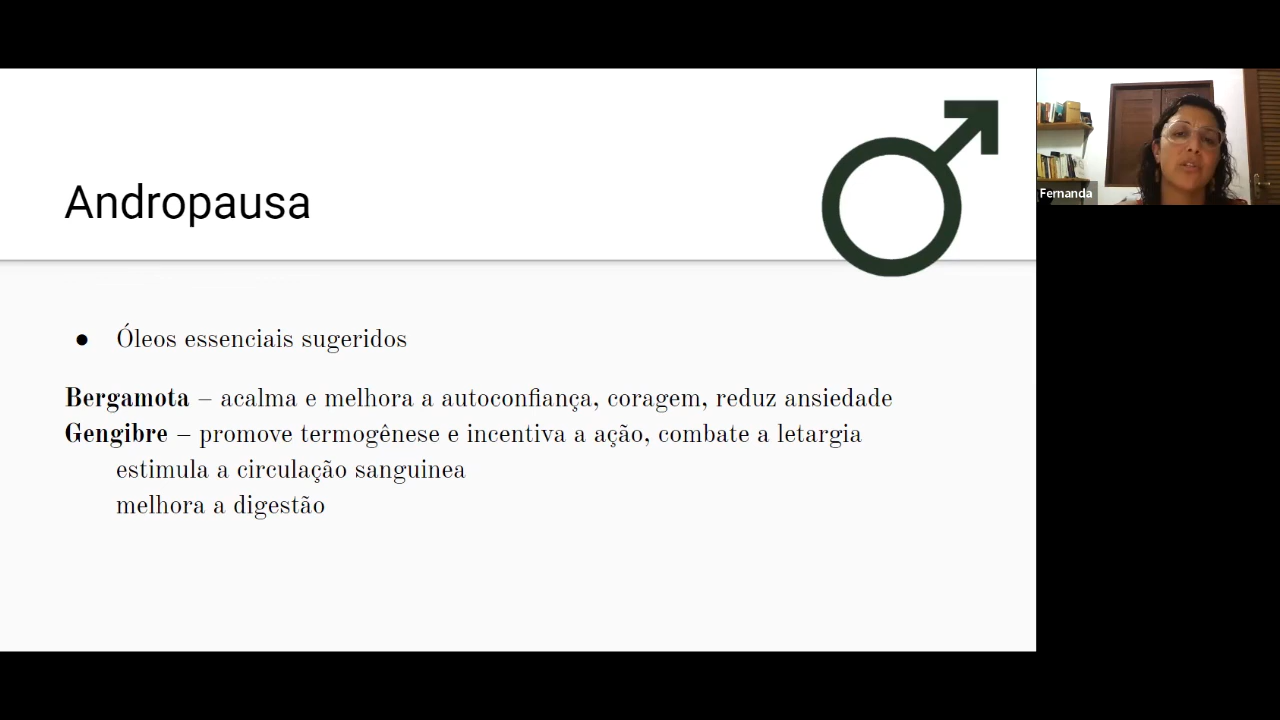 Andropausa
● Óleos essenciais sugeridos
Bergamota – acalma e melhora a autoconfiança, coragem, reduz ansiedade
Gengibre – promove termogênese e incentiva a ação, combate a letargia
estimula a circulação sanguinea
melhora a digestão
Fernanda